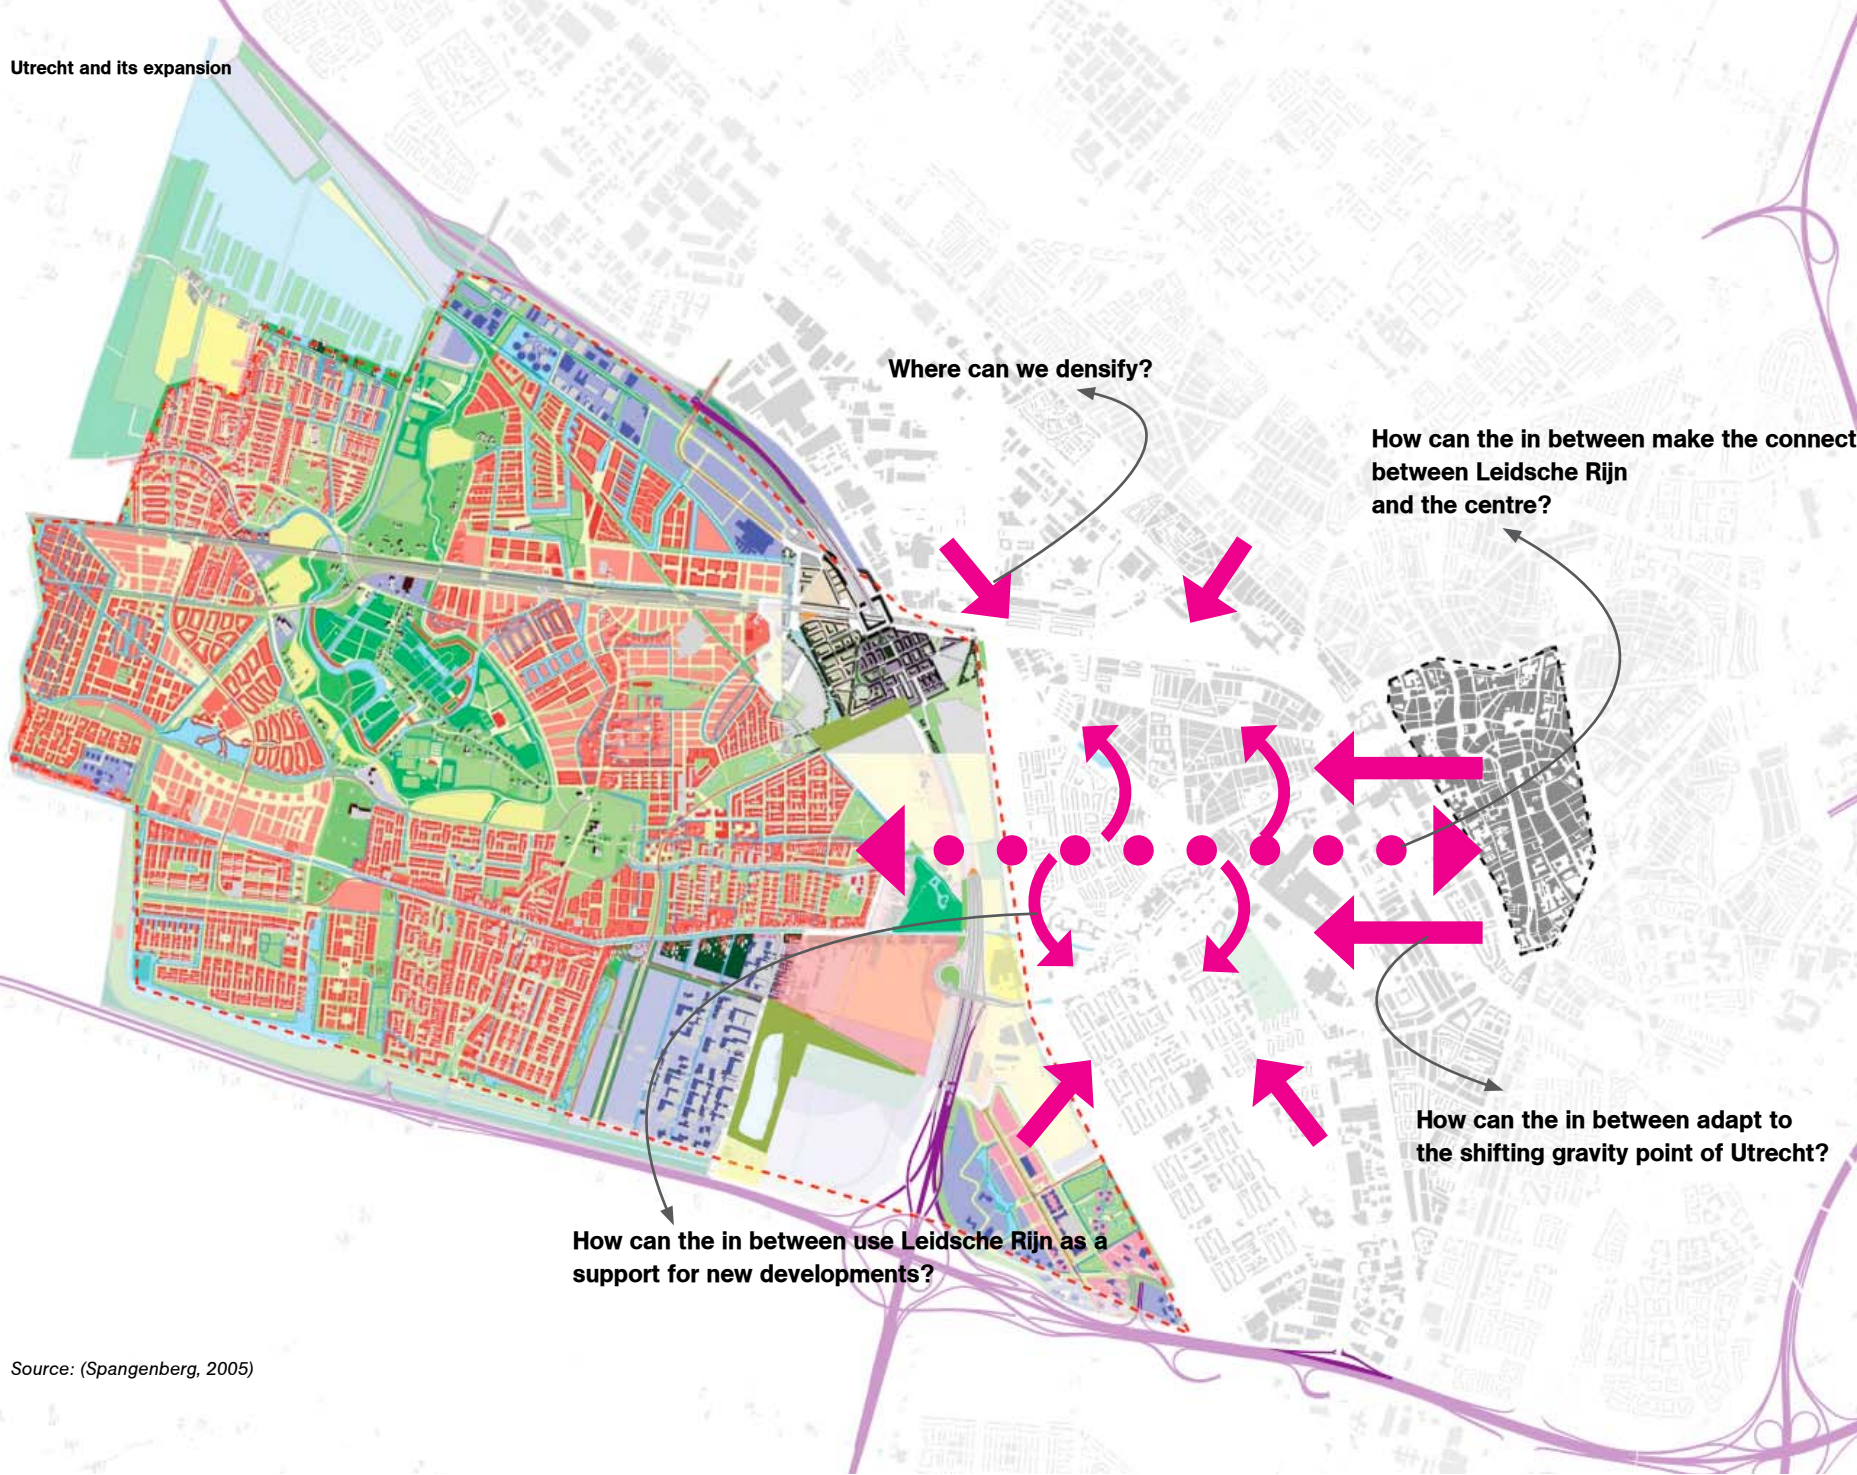 Utrecht and its expansion
Where can we densify?
How can the in between make the connect
between Leidsche Rijn
and the centre?
How can the in between adapt to
the shifting gravity point of Utrecht?
How can the in between use Leidsche Rijn as a
support for new developments?
Source: (Spangenberg, 2005)